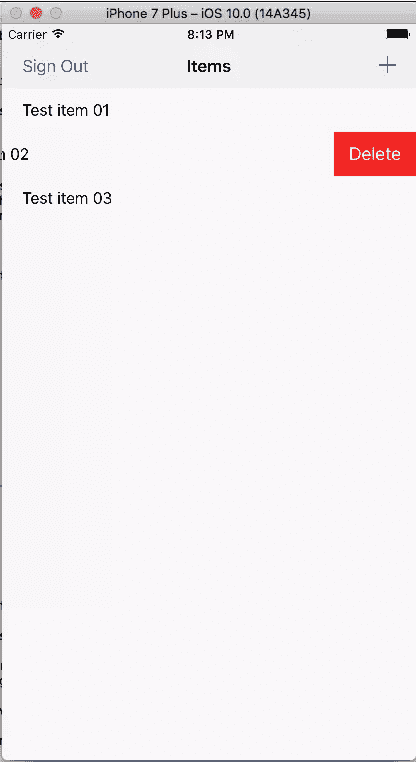 iPhone 7 Plus – iOS 10.0 (14A345)
Carrier 8:13 PM
Sign Out Items +
Test item 01
02 Delete
Test item 03